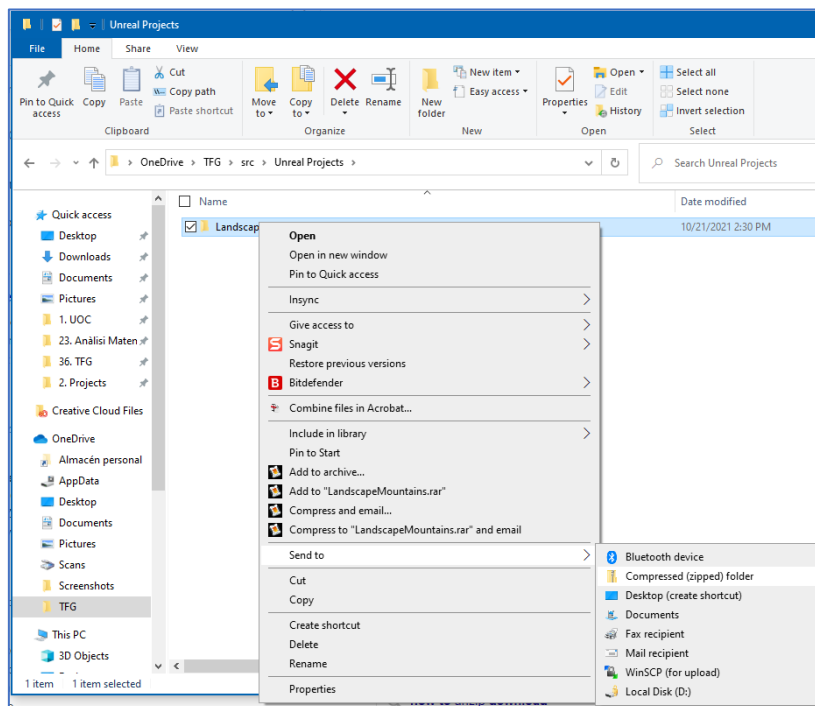 Unreal Projects
File Home Share View
Pin to Quick access
Copy
Paste
Cut
Copy path
Paste shortcut
Clipboard
Move to
Copy to
Delete
Rename
Organize
New folder
New item
Easy access
New
Properties
Open
Edit
History
Open
Select all
Select none
Invert selection
Select
OneDrive > TFG > src > Unreal Projects >
Search Unreal Projects
Name
Date modified
Quick access
Desktop
Downloads
Documents
Pictures
1. UOC
23. Anàlisi Maten
36. TFG
2. Projects
Creative Cloud Files
OneDrive
Almacén personal
AppData
Desktop
Documents
Pictures
Scans
Screenshots
TFG
This PC
3D Objects
1 item 1 item selected
Landscap
10/21/2021 2:30 PM
Open
Open in new window
Pin to Quick access
Insync
Give access to
Snagit
Restore previous versions
B Bitdefender
Combine files in Acrobat...
Include in library
Pin to Start
Add to archive...
Add to "LandscapeMountains.rar"
Compress and email...
Compress to "LandscapeMountains.rar" and email
Send to
Cut
Copy
Create shortcut
Delete
Rename
Properties
Bluetooth device
Compressed (zipped) folder
Desktop (create shortcut)
Documents
Fax recipient
Mail recipient
WinSCP (for upload)
Local Disk (D:)